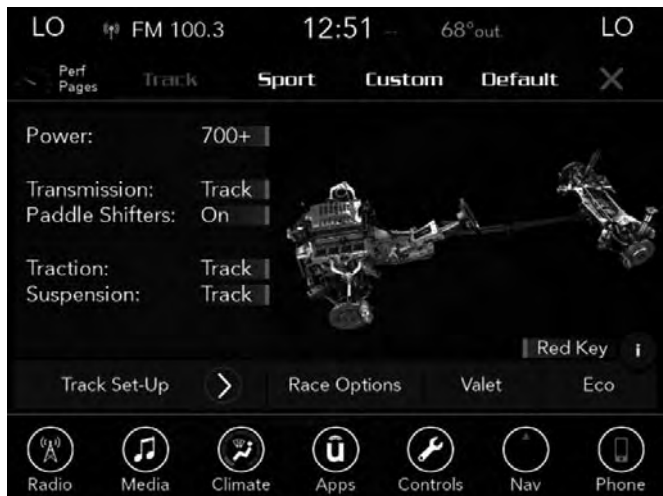 LO FM 100.3 12:51 -- 68°out LO
Perf Pages Track Sport Custom Default
Power: 700+
Transmission: Track
Paddle Shifters: On
Traction: Track
Suspension: Track
Red Key i
Track Set-Up Race Options Valet Eco
û
Radio Media Climate Apps Controls Nav Phone